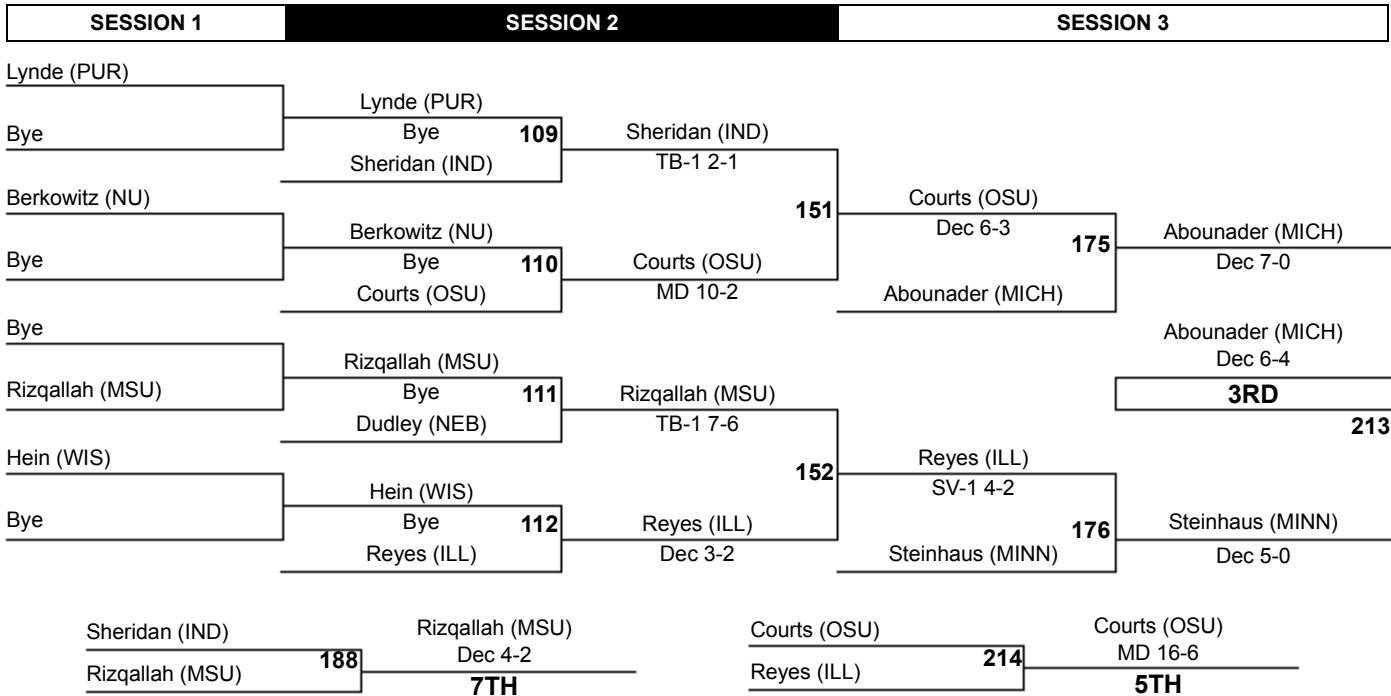 SESSION 1
SESSION 2
SESSION 3
Lynde (PUR)
Bye
Berkowitz (NU)
Bye
Bye
Rizqallah (MSU)
Hein (WIS)
Bye
Lynde (PUR)
Bye 109
Sheridan (IND)
Berkowitz (NU)
Bye 110
Courts (OSU)
Rizqallah (MSU)
Bye 111
Dudley (NEB)
Hein (WIS)
Bye 112
Reyes (ILL)
Sheridan (IND)
TB-1 2-1
151
Courts (OSU)
MD 10-2
Rizqallah (MSU)
TB-1 7-6
152
Reyes (ILL)
Dec 3-2
Courts (OSU)
Dec 6-3
175
Abounader (MICH)
Reyes (ILL)
SV-1 4-2
176
Steinhaus (MINN)
Abounader (MICH)
Dec 7-0
Abounader (MICH)
Dec 6-4
3RD
213
Steinhaus (MINN)
Dec 5-0
Sheridan (IND)
188
Rizqallah (MSU)
Rizqallah (MSU)
Dec 4-2
7TH
Courts (OSU)
214
Reyes (ILL)
Courts (OSU)
MD 16-6
5TH